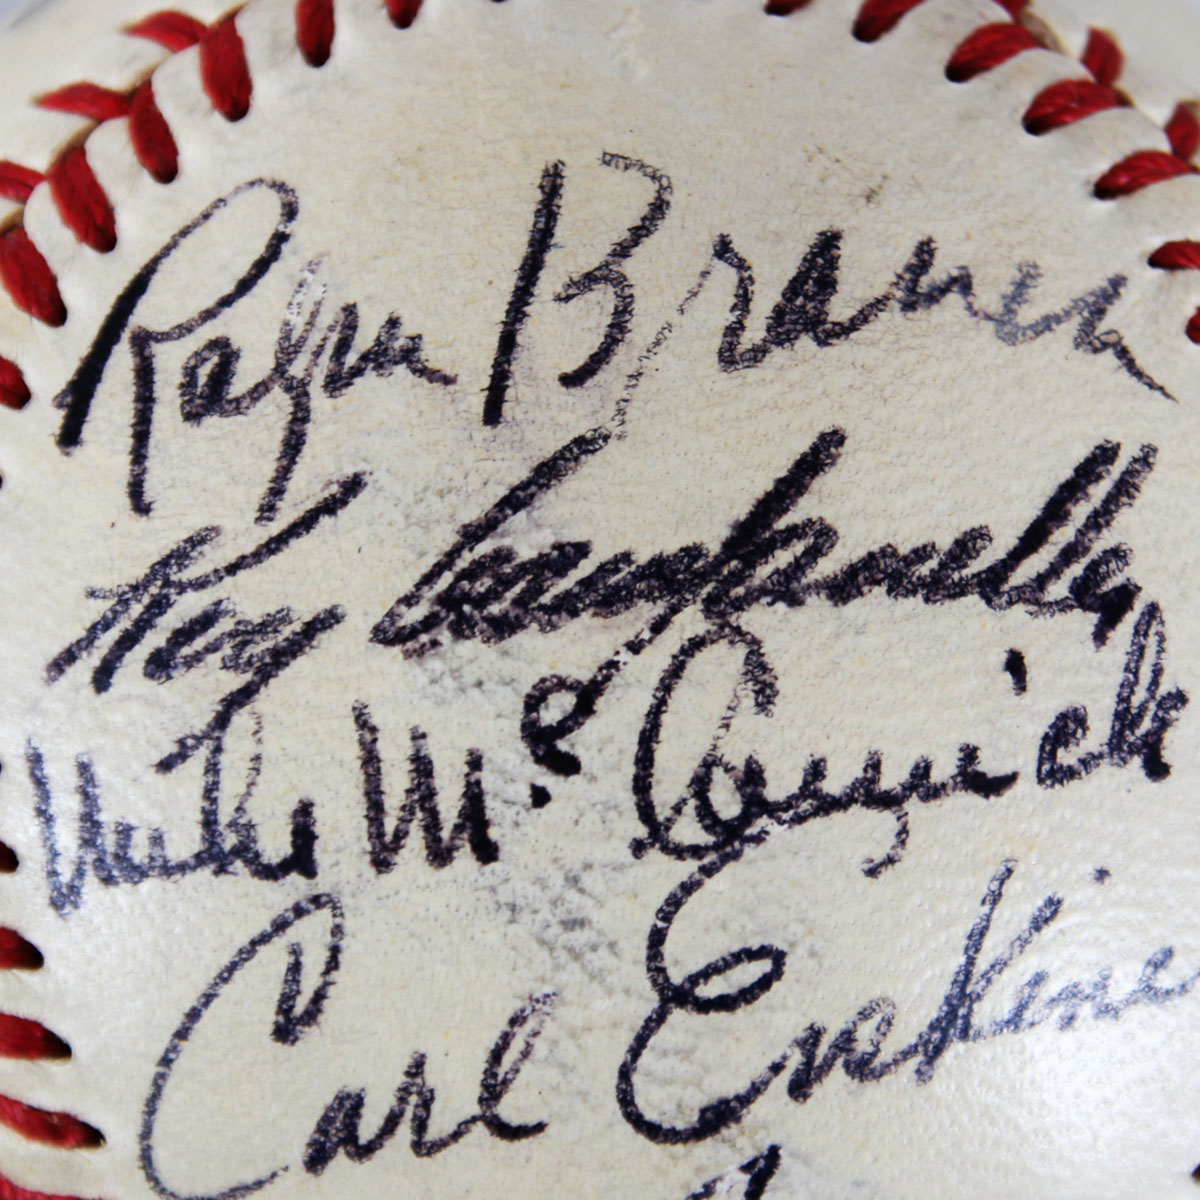 Ralph Branca
Roy Campanella
Mike McCormick
Carl Erskine